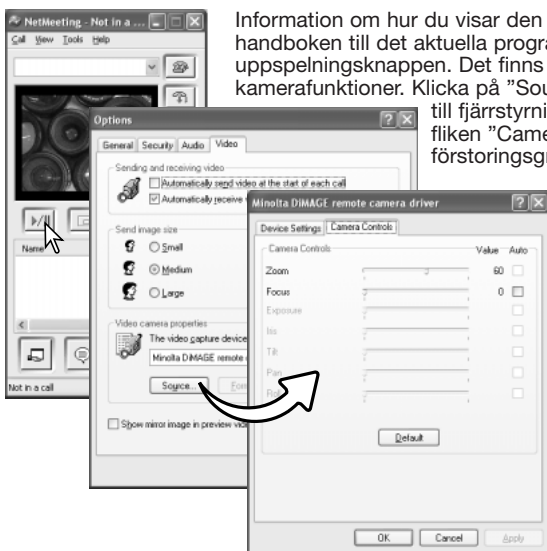 NetMeeting - Not in a ...
Call View Tools Help
Name
Not in a call
Information om hur du visar den
handboken till det aktuella progra
uppspelningsknappen. Det finns
kamerafunktioner. Klicka på ”Sou
till fjärrstyrni
fliken ”Came
förstoringsgr
Options
General Security Audio Video
Sending and receiving video
Automatically send video at the start of each call
Automatically receive
Send image size
Small
Medium
Large
Video camera properties
The video capture device
Minolta DiMAGE remote
Source...
Show mirror image in preview
Minolta DiMAGE remote camera driver
Device Settings Camera Controls
Camera Controls Value Auto
Zoom 60
Focus 0
Exposure
Iris
Tilt
Pan
Default
OK Cancel Apply